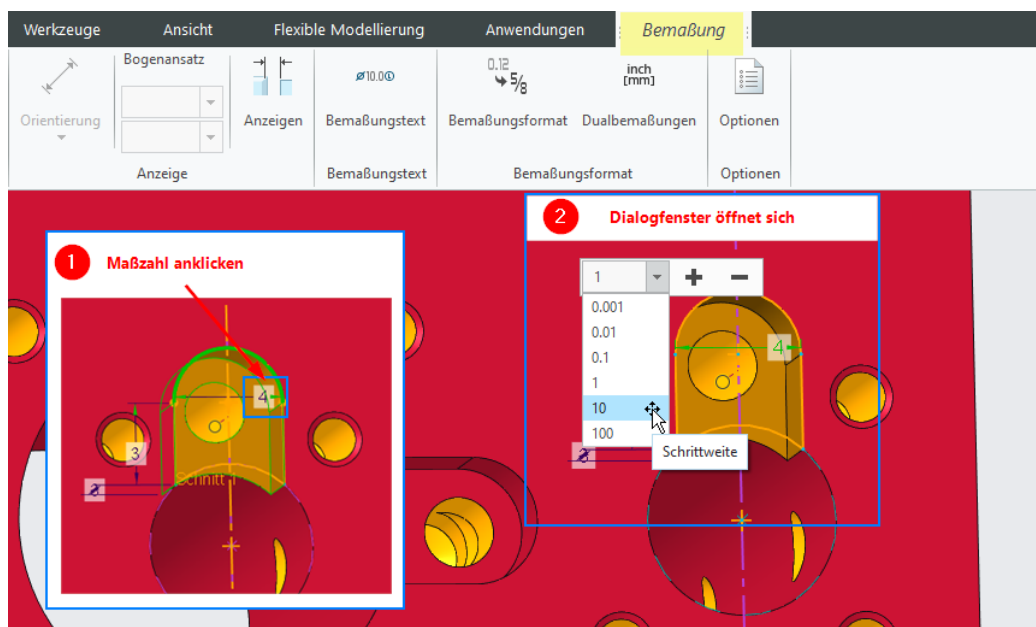 Werkzeuge Ansicht Flexible Modellierung Anwendungen Bemaßung
Bogenansatz
ø10.0
0.12
5/8
inch
[mm]
Orientierung Anzeigen Bemaßungstext Bemaßungsformat Dualbemaßungen Optionen
Anzeige Bemaßungstext Bemaßungsformat Optionen
1 Maßzahl anklicken
4
3
Schnitt 1
2 Dialogfenster öffnet sich
1
0.001
0.01
0.1
1
10
100
4
Schrittweite